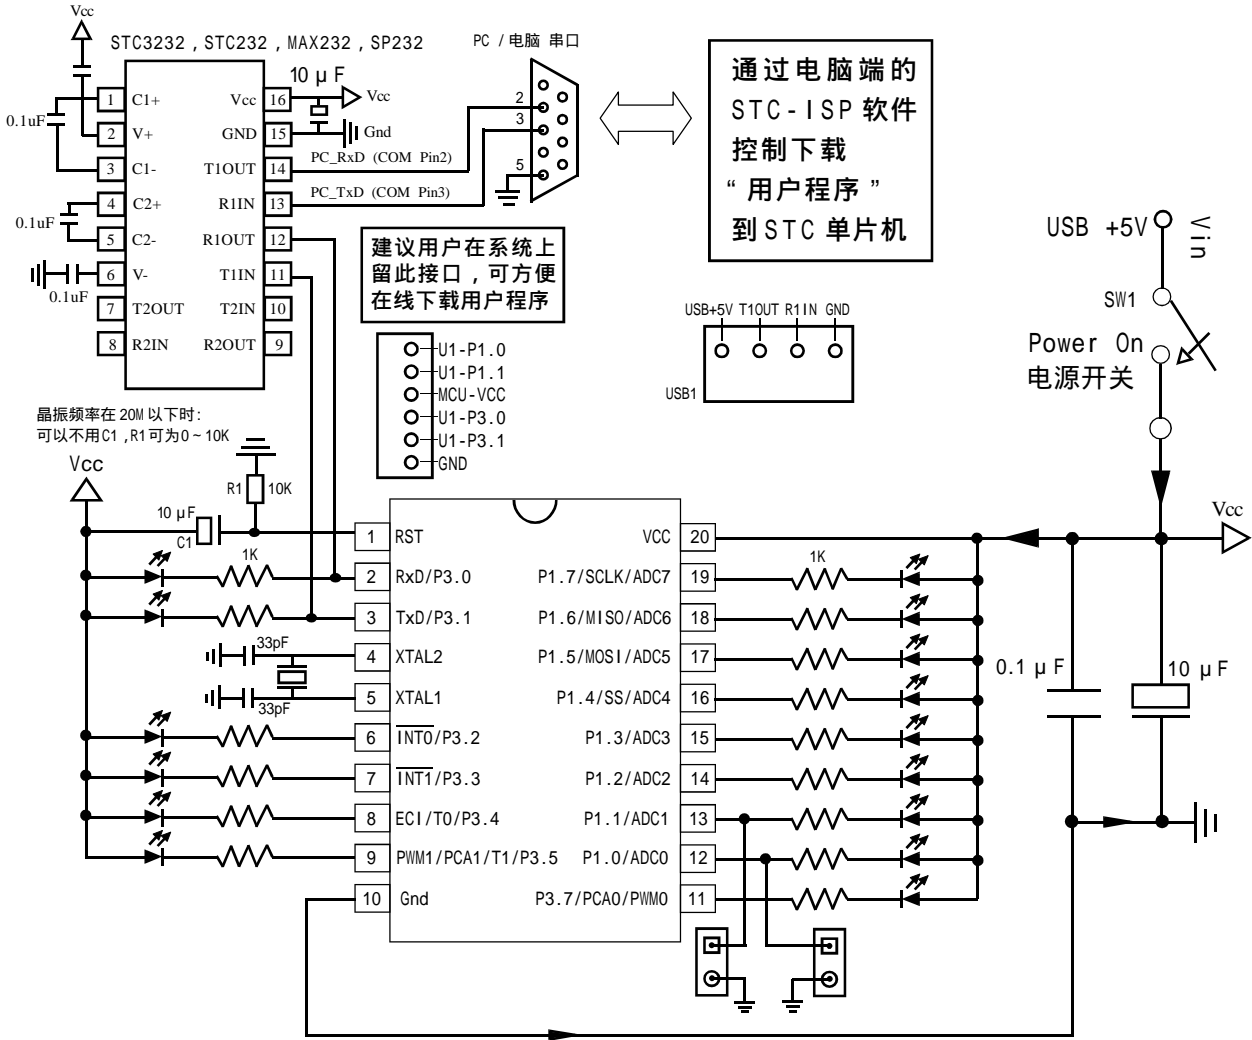 Vcc
STC3232 , STC232 , MAX232 , SP232
PC / 电脑 串口
10 μF
1 C1+ Vcc 16 Vcc
0.1uF
2 V+ GND 15 Gnd
3 C1- T1OUT 14 PC_RxD (COM Pin2)
4 C2+ R1IN 13 PC_TxD (COM Pin3)
0.1uF
5 C2- R1OUT 12
6 V- T1IN 11
0.1uF
7 T2OUT T2IN 10
8 R2IN R2OUT 9
2
3
5
通过电脑端的
STC-ISP 软件
控制下载
“用户程序”
到 STC 单片机
建议用户在系统上
留此接口，可方便
在线下载用户程序
U1-P1.0
U1-P1.1
MCU-VCC
U1-P3.0
U1-P3.1
GND
USB+5V T1OUT R1IN GND
USB1
USB +5V
Vin
SW1
Power On
电源开关
晶振频率在 20M 以下时:
可以不用C1 ,R1可为0~10K
Vcc
R1 10K
10 μF
C1
1K
33pF
33pF
1 RST VCC 20
2 RxD/P3.0 P1.7/SCLK/ADC7 19
3 TxD/P3.1 P1.6/MISO/ADC6 18
4 XTAL2 P1.5/MOSI/ADC5 17
5 XTAL1 P1.4/SS/ADC4 16
6 INT0/P3.2 P1.3/ADC3 15
7 INT1/P3.3 P1.2/ADC2 14
8 ECI/T0/P3.4 P1.1/ADC1 13
9 PWM1/PCA1/T1/P3.5 P1.0/ADC0 12
10 Gnd P3.7/PCA0/PWM0 11
1K
Vcc
0.1 μF
10 μF